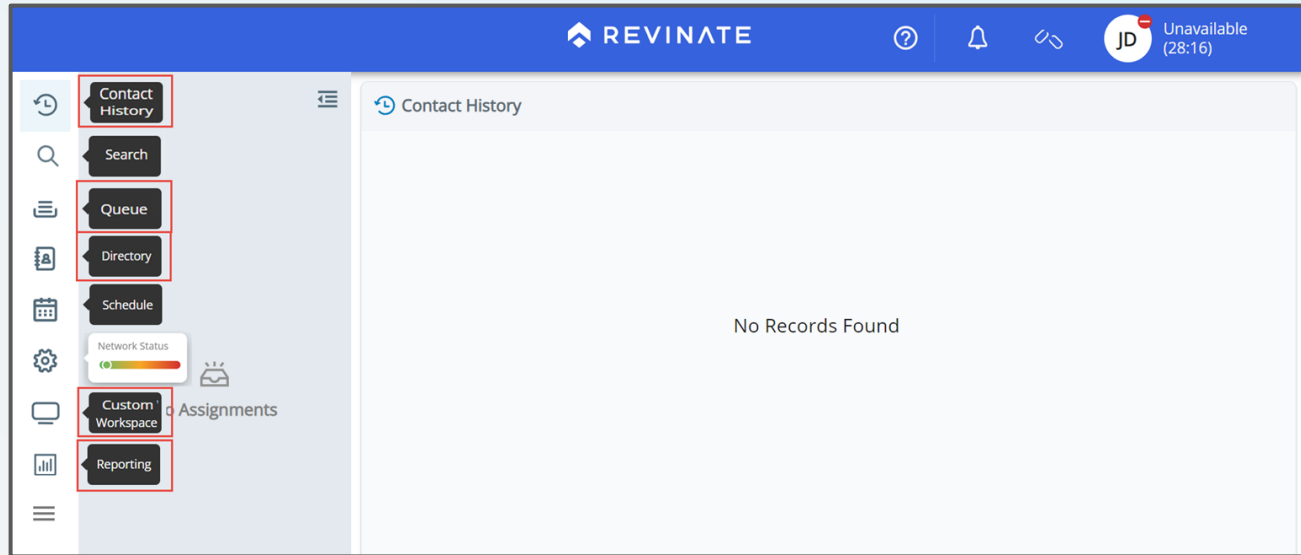 REVINATE
JD
Unavailable
(28:16)
Contact
History
Contact History
Search
Queue
Directory
Schedule
No Records Found
Network Status
Custom
Workspace
Assignments
Reporting